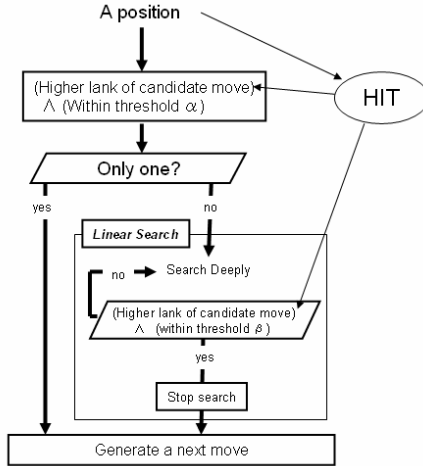 A position
(Higher lank of candidate move)
∧ (Within threshold α)
HIT
Only one?
yes
no
Linear Search
no
Search Deeply
(Higher lank of candidate move)
∧ (within threshold β)
yes
Stop search
Generate a next move